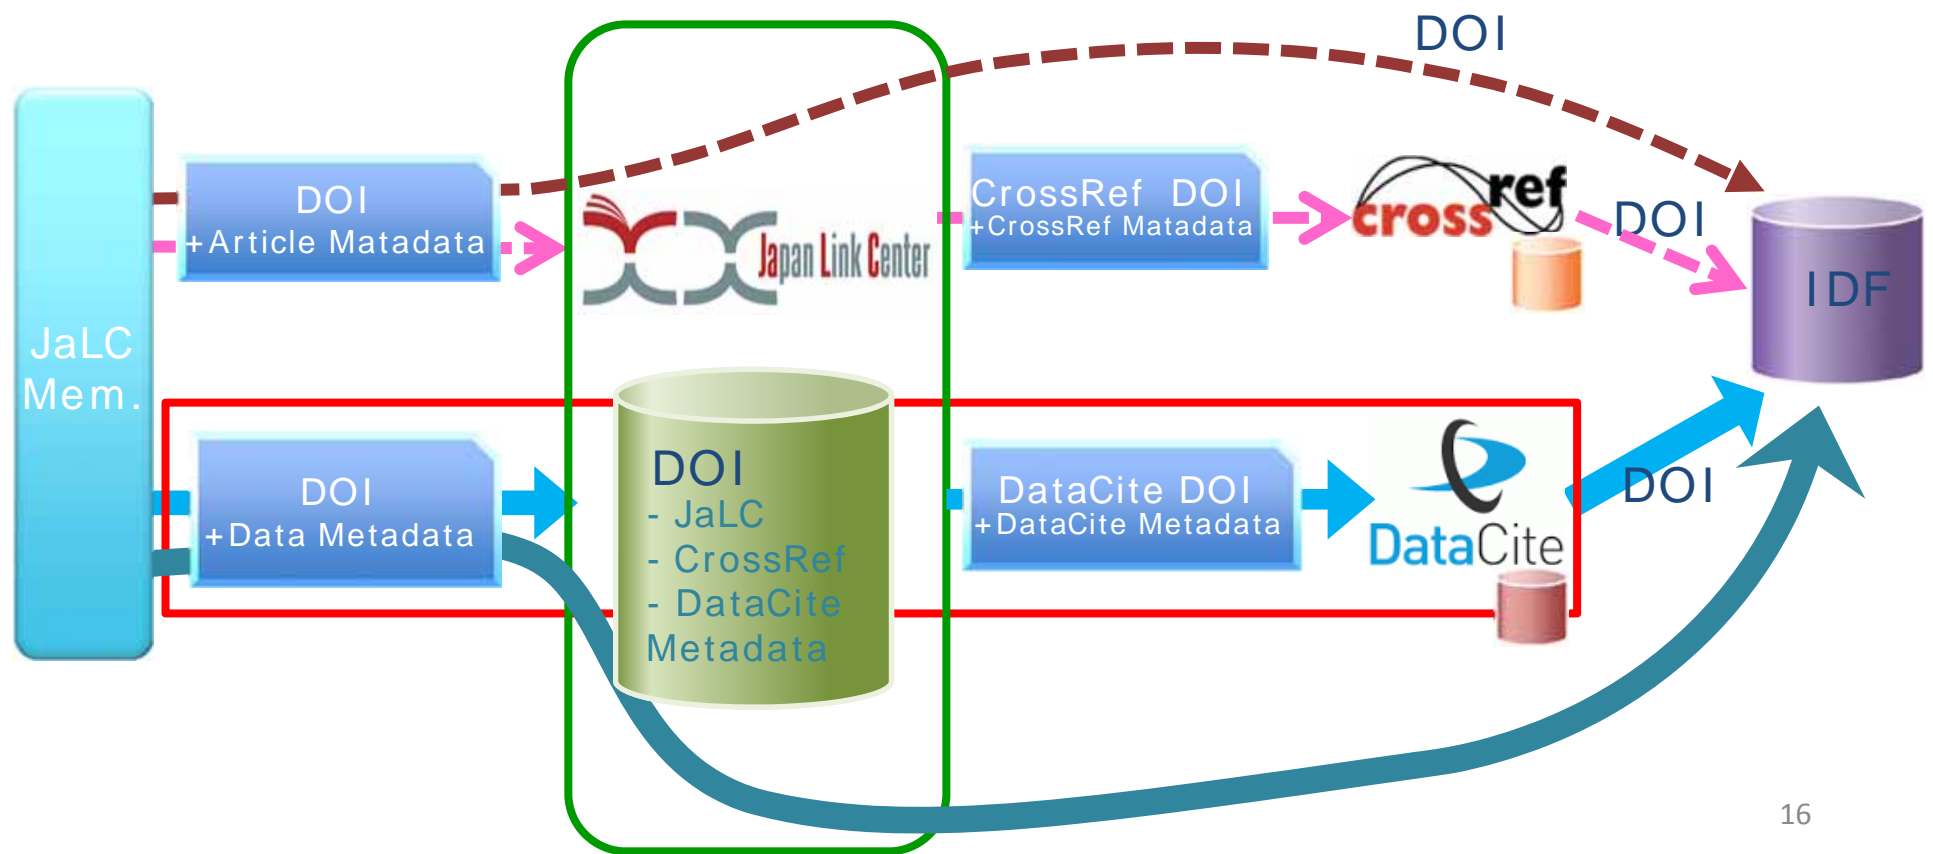 DOI
JaLC
Mem.
DOI
+Article Matadata
Japan Link Center
CrossRef DOI
+CrossRef Matadata
cross
ref
DOI
IDF
DOI
+Data Metadata
DOI
- JaLC
- CrossRef
- DataCite
Metadata
DataCite DOI
+DataCite Metadata
DataCite
DOI
16